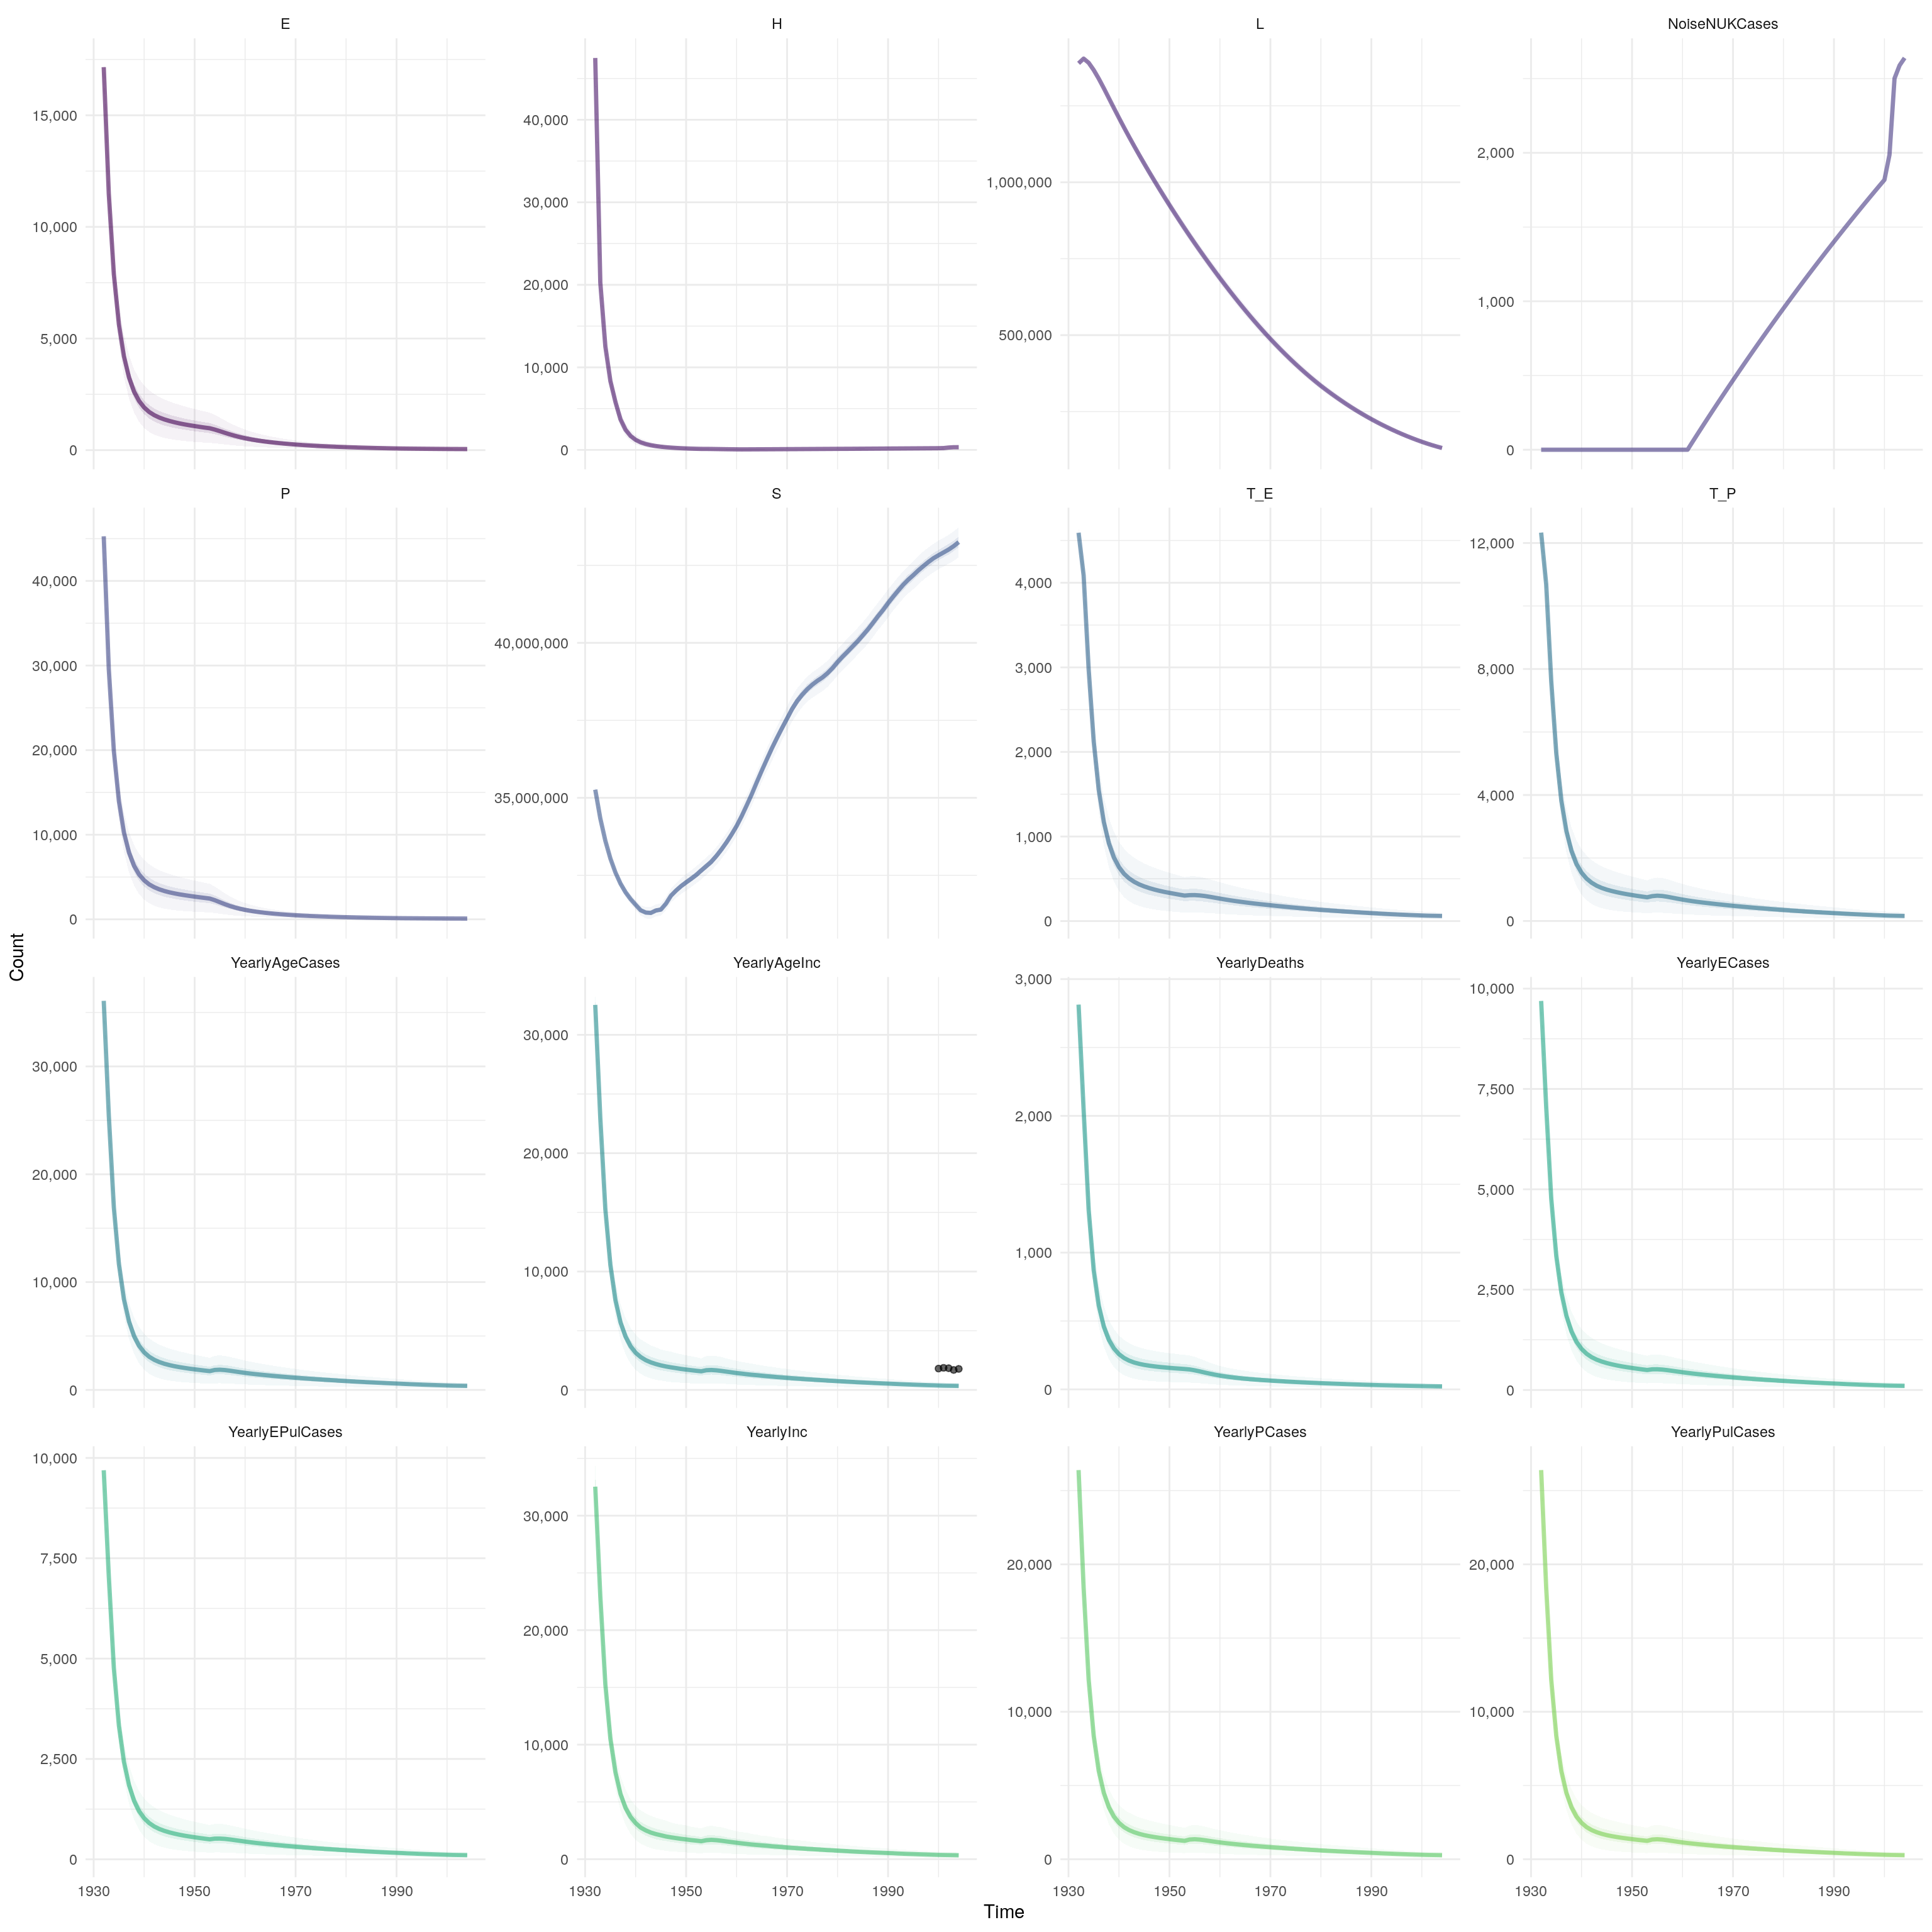 E H L NoiseNUKCases
15,000 10,000 5,000 0
40,000 30,000 20,000 10,000 0
1,000,000 500,000
2,000 1,000 0
P S T_E T_P
40,000 30,000 20,000 10,000 0
40,000,000 35,000,000
4,000 3,000 2,000 1,000 0
12,000 8,000 4,000 0
Count
YearlyAgeCases YearlyAgeInc YearlyDeaths YearlyECases
30,000 20,000 10,000 0
30,000 20,000 10,000 0
3,000 2,000 1,000 0
10,000 7,500 5,000 2,500 0
YearlyEPulCases YearlyInc YearlyPCases YearlyPulCases
10,000 7,500 5,000 2,500 0
30,000 20,000 10,000 0
20,000 10,000 0
20,000 10,000 0
1930 1950 1970 1990 1930 1950 1970 1990 1930 1950 1970 1990 1930 1950 1970 1990
Time